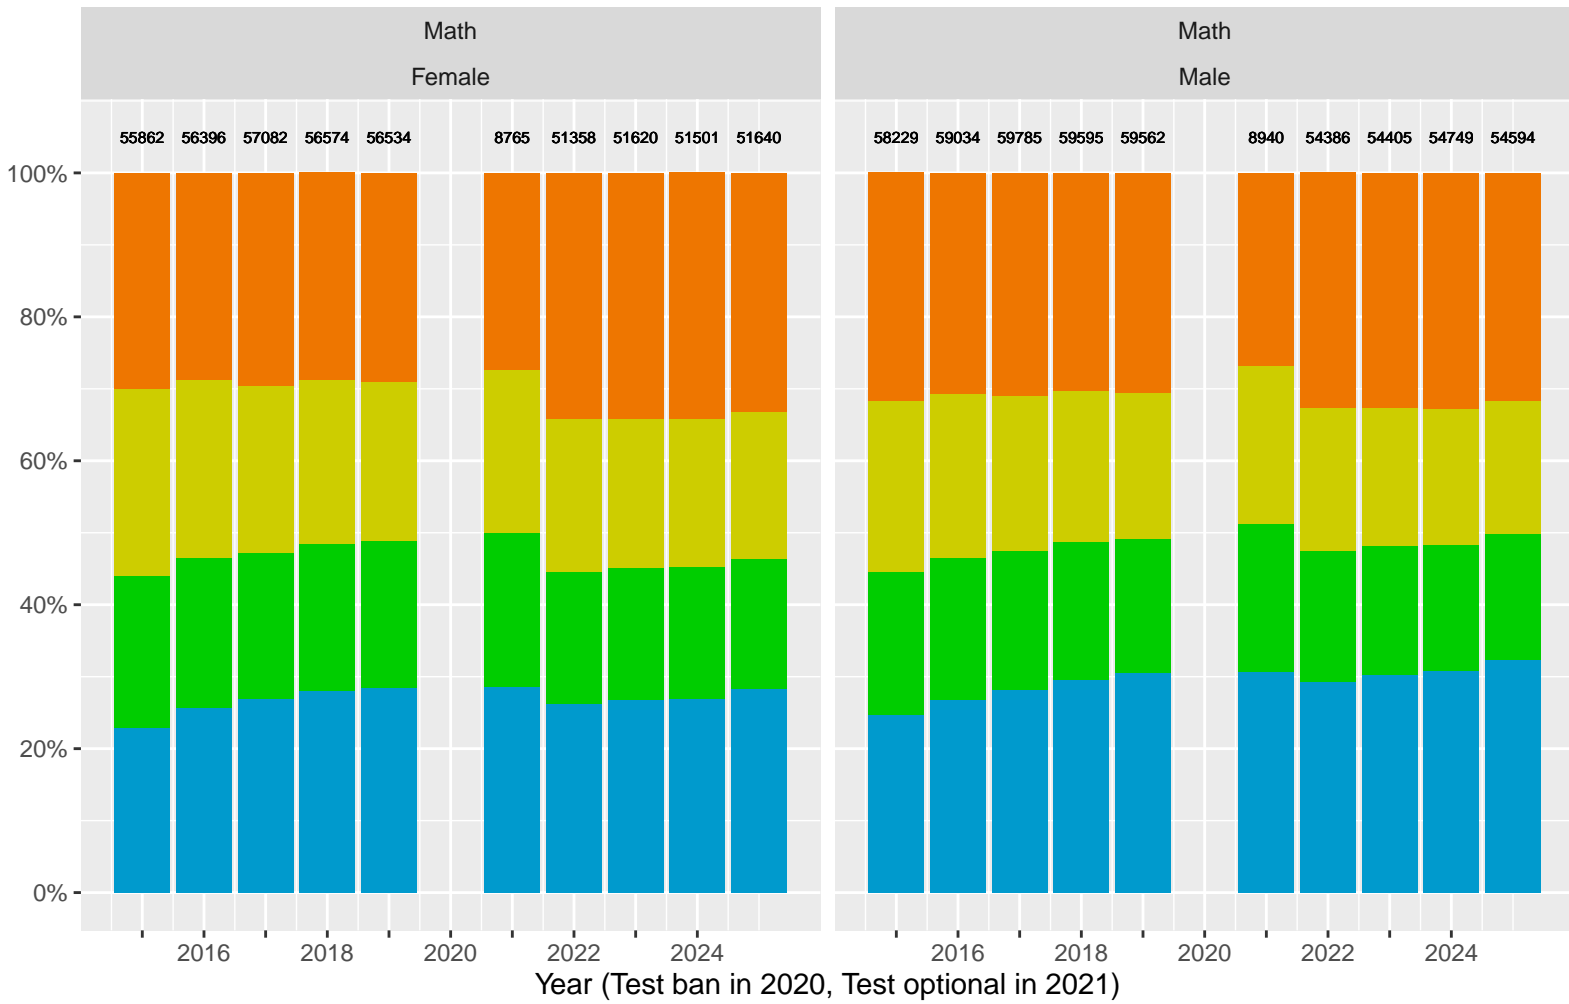 Math Math
Female Male
55862 56396 57082 56574 56534 8765 51358 51620 51501 51640 58229 59034 59785 59595 59562 8940 54386 54405 54749 54594
100%
80%
60%
40%
20%
0%
2016 2018 2020 2022 2024 2016 2018 2020 2022 2024
Year (Test ban in 2020, Test optional in 2021)